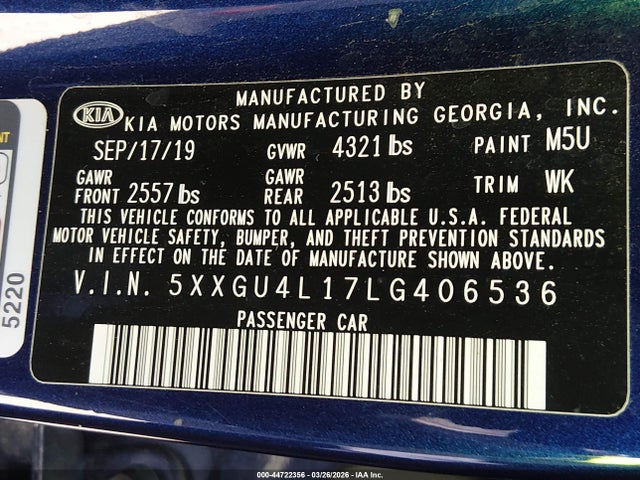 MANUFACTURED BY
KIA KIA MOTORS MANUFACTURING GEORGIA, INC.
SEP/17/19 GVWR 4321 lbs PAINT M5U
GAWR FRONT 2557 lbs GAWR REAR 2513 lbs TRIM WK
THIS VEHICLE CONFORMS TO ALL APPLICABLE U.S.A. FEDERAL
MOTOR VEHICLE SAFETY, BUMPER, AND THEFT PREVENTION STANDARDS
IN EFFECT ON THE DATE OF MANUFACTURE SHOWN ABOVE.
V.I.N. 5XXGU4L17LG406536
PASSENGER CAR
5220
000-44722356 - 03/26/2026 - IAA Inc.